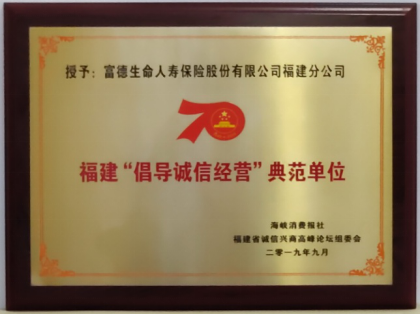 授予：富德生命人寿保险股份有限公司福建分公司
70
福建“倡导诚信经营”典范单位
海峡消费报社
福建省诚信兴商高峰论坛组委会
二零一九年九月